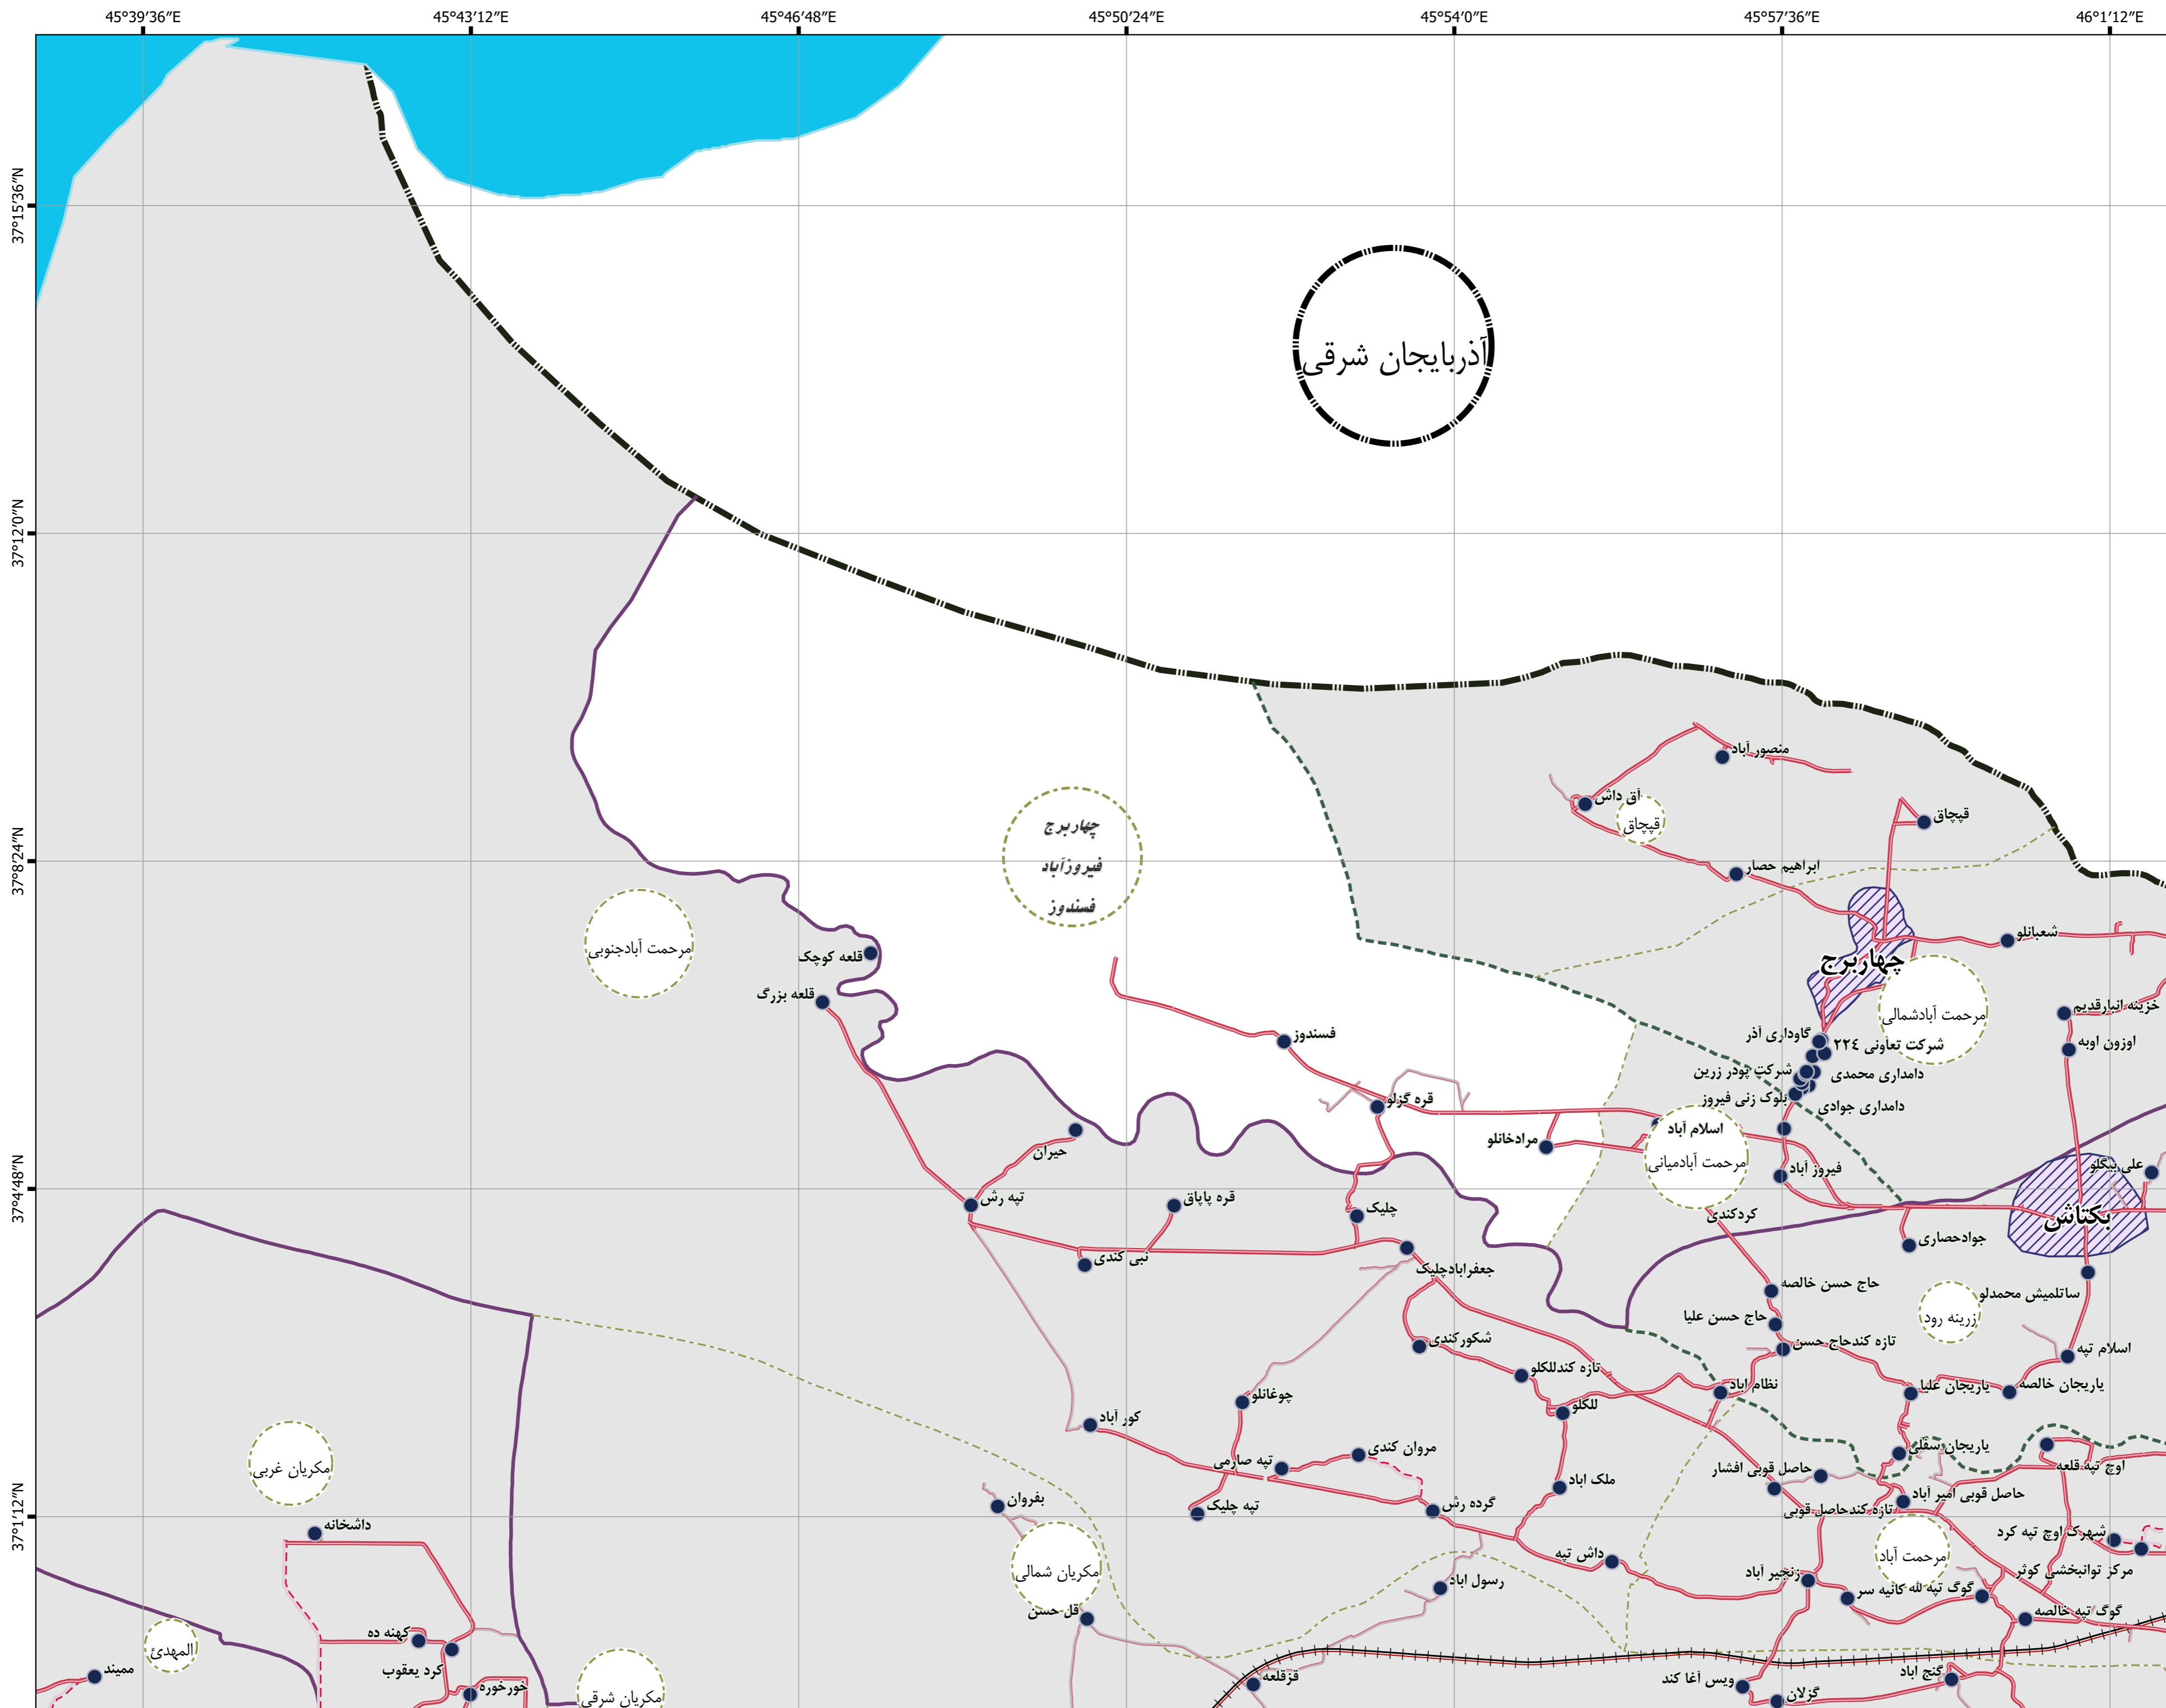 45°39'36"E
45°43'12"E
45°46'48"E
45°50'24"E
45°54'0"E
45°57'36"E
46°1'12"E
37°15'36"N
37°12'0"N
37°8'24"N
37°4'48"N
37°1'12"N
آذربایجان شرقی
منصور آباد
آق داش
قپچاق
قپچاق
ابراهیم حصار
چهاربرج
فیروزآباد
فسندوز
مرحمت آبادجنوبی
قلعه کوچک
قلعه بزرگ
شعبانلو
چهاربرج
مرحمت آبادشمالی
خزینه انبارقدیم
اوزون اوبه
گاوداری آذر
شرکت تعاونی ٢٢٤
شرکت پودر زرین
دامداری محمدی
بلوک زنی فیروز
دامداری جوادی
فسندوز
قره گزلو
مرادخانلو
اسلام آباد
مرحمت آبادمیانی
فیروز آباد
علی بیگلو
حیران
تپه رش
قره پاپاق
چلیک
کردکندی
بکتاش
جوادحصاری
نبی کندی
جعفرابادچلیک
حاج حسن خالصه
ساتلمیش محمدلو
زرینه رود
حاج حسن علیا
تازه کندحاج حسن
اسلام تپه
شکورکندی
تازه کندللکلو
نظام آباد
یاریجان علیا
یاریجان خالصه
چوغانلو
للکلو
کور آباد
مروان کندی
تپه صارمی
یاریجان سفلی
حاصل قوبی افشار
اوچ تپه قلعه
مکریان غربی
ملک اباد
حاصل قوبی امیر آباد
تازه کندحاصل قوبی
بفروان
تپه چلیک
گرده رش
شهرک اوچ تپه کرد
داشخانه
داش تپه
مرحمت آباد
مکریان شمالی
رسول اباد
زنجیر آباد
مرکز توانبخشی کوثر
گوگ تپه لله کانیه سر
گوگ تپه خالصه
قل حسن
کهنه ده
المهدئ
کرد یعقوب
ممیند
خورخوره
مکریان شرقی
قزقلعه
ویس آغا کند
گنج اباد
گزلان